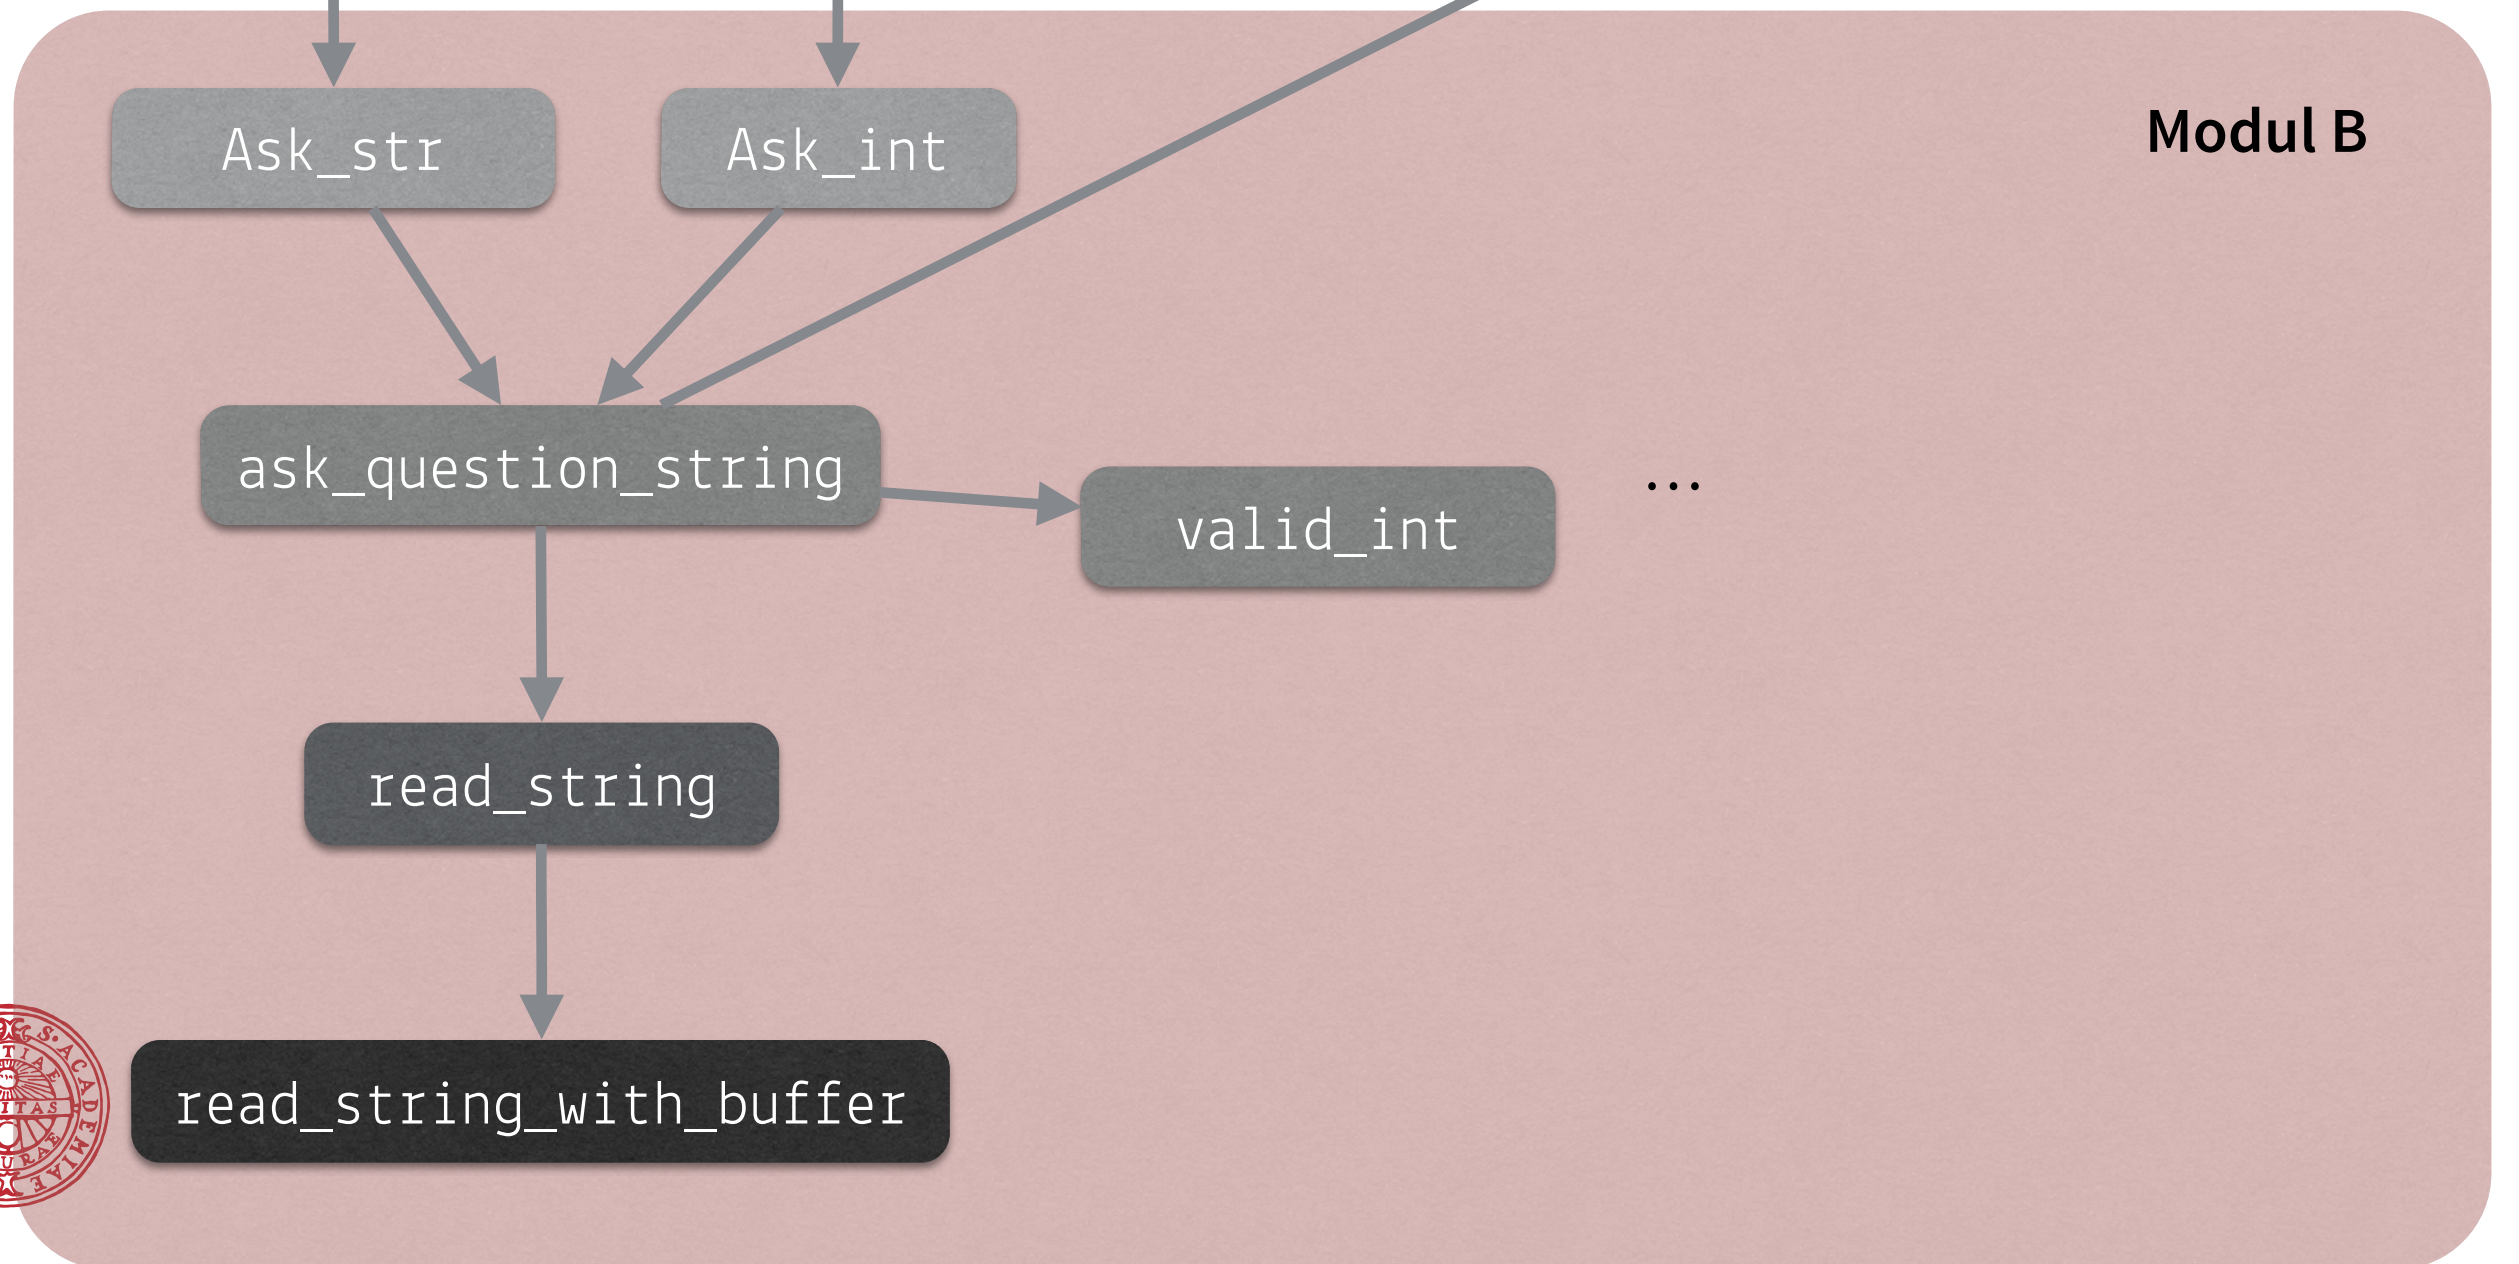 Modul B
Ask_str
Ask_int
ask_question_string
valid_int
...
read_string
read_string_with_buffer